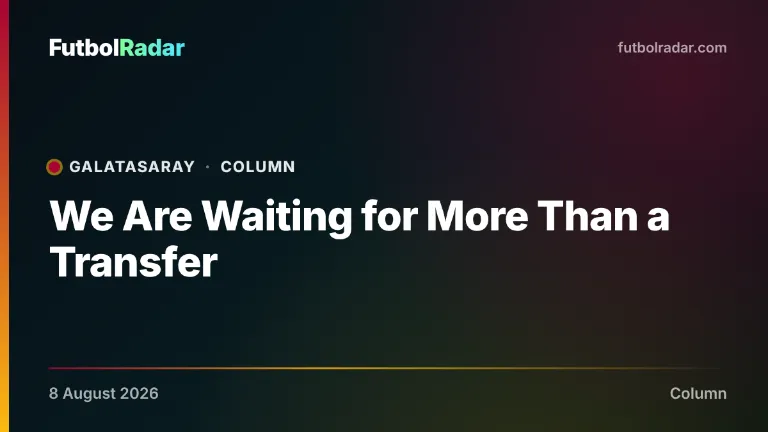 FutbolRadar
futbolradar.com
GALATASARAY · COLUMN
We Are Waiting for More Than a
Transfer
8 August 2026
Column